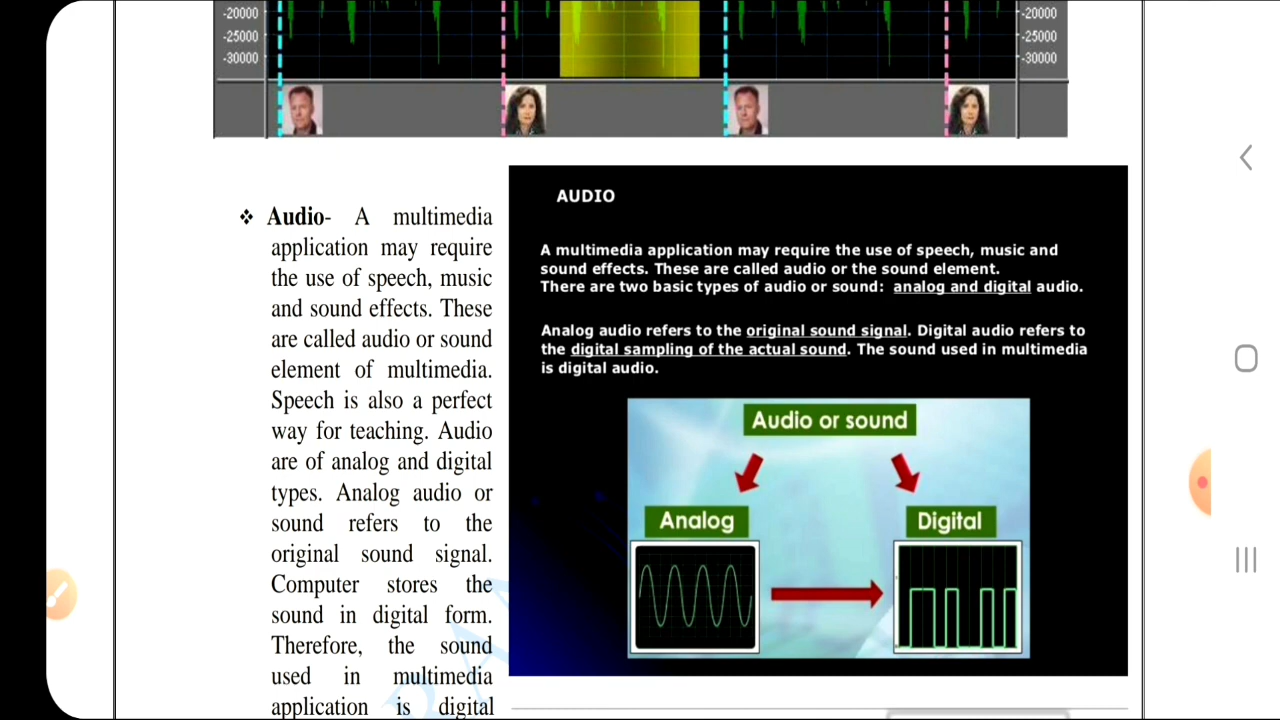 -20000
-25000
-30000
-20000
-25000
-30000
❖ Audio- A multimedia
application may require
the use of speech, music
and sound effects. These
are called audio or sound
element of multimedia.
Speech is also a perfect
way for teaching. Audio
are of analog and digital
types. Analog audio or
sound refers to the
original sound signal.
Computer stores the
sound in digital form.
Therefore, the sound
used in multimedia
application is digital
AUDIO
A multimedia application may require the use of speech, music and
sound effects. These are called audio or the sound element.
There are two basic types of audio or sound: analog and digital audio.
Analog audio refers to the original sound signal. Digital audio refers to
the digital sampling of the actual sound. The sound used in multimedia
is digital audio.
Audio or sound
Analog
Digital